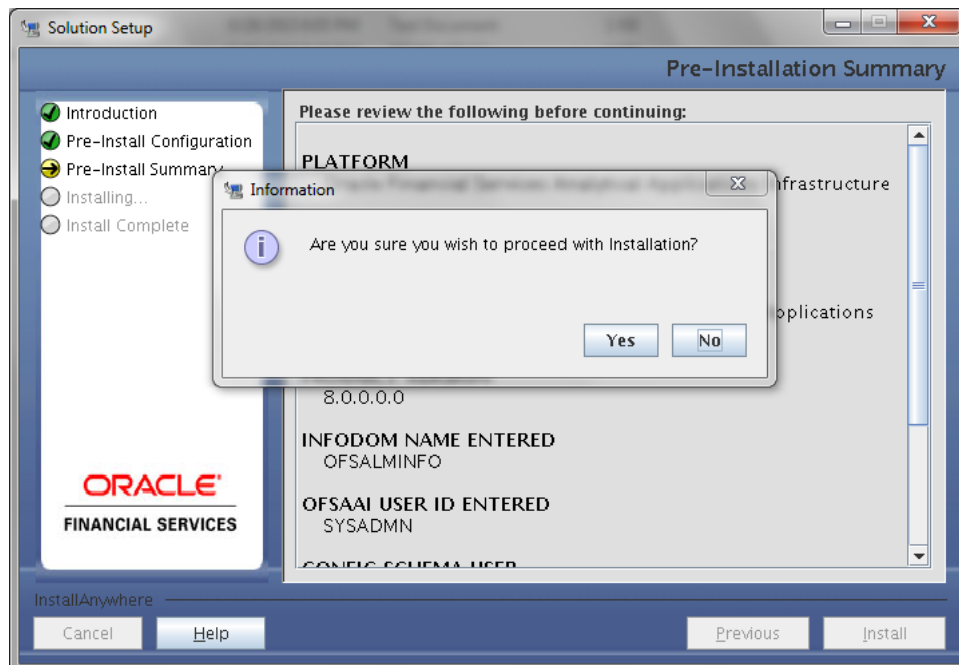 Solution Setup
Pre-Installation Summary
Introduction
Pre-Install Configuration
Pre-Install Summary
Installing...
Install Complete
Please review the following before continuing:
PLATFORM
nfrastructure
Information
Are you sure you wish to proceed with Installation?
Yes
No
pplications
8.0.0.0.0
INFODOM NAME ENTERED
OFSALMINFO
OFSAAI USER ID ENTERED
SYSADMN
CONFIG SCHEMA USER
ORACLE
FINANCIAL SERVICES
InstallAnywhere
Cancel
Help
Previous
Install